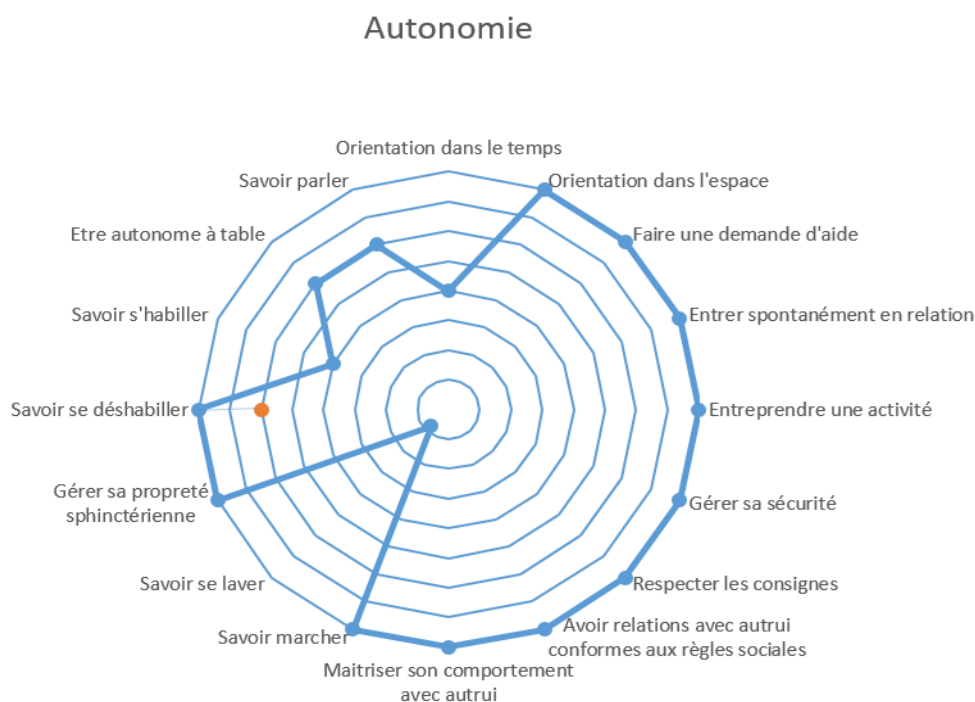 Autonomie
Orientation dans le temps
Orientation dans l'espace
Faire une demande d'aide
Entrer spontanément en relation
Entreprendre une activité
Gérer sa sécurité
Respecter les consignes
Avoir relations avec autrui
conformes aux règles sociales
Maitriser son comportement
avec autrui
Savoir marcher
Savoir se laver
Gérer sa propreté
sphinctérienne
Savoir se déshabiller
Savoir s'habiller
Etre autonome à table
Savoir parler